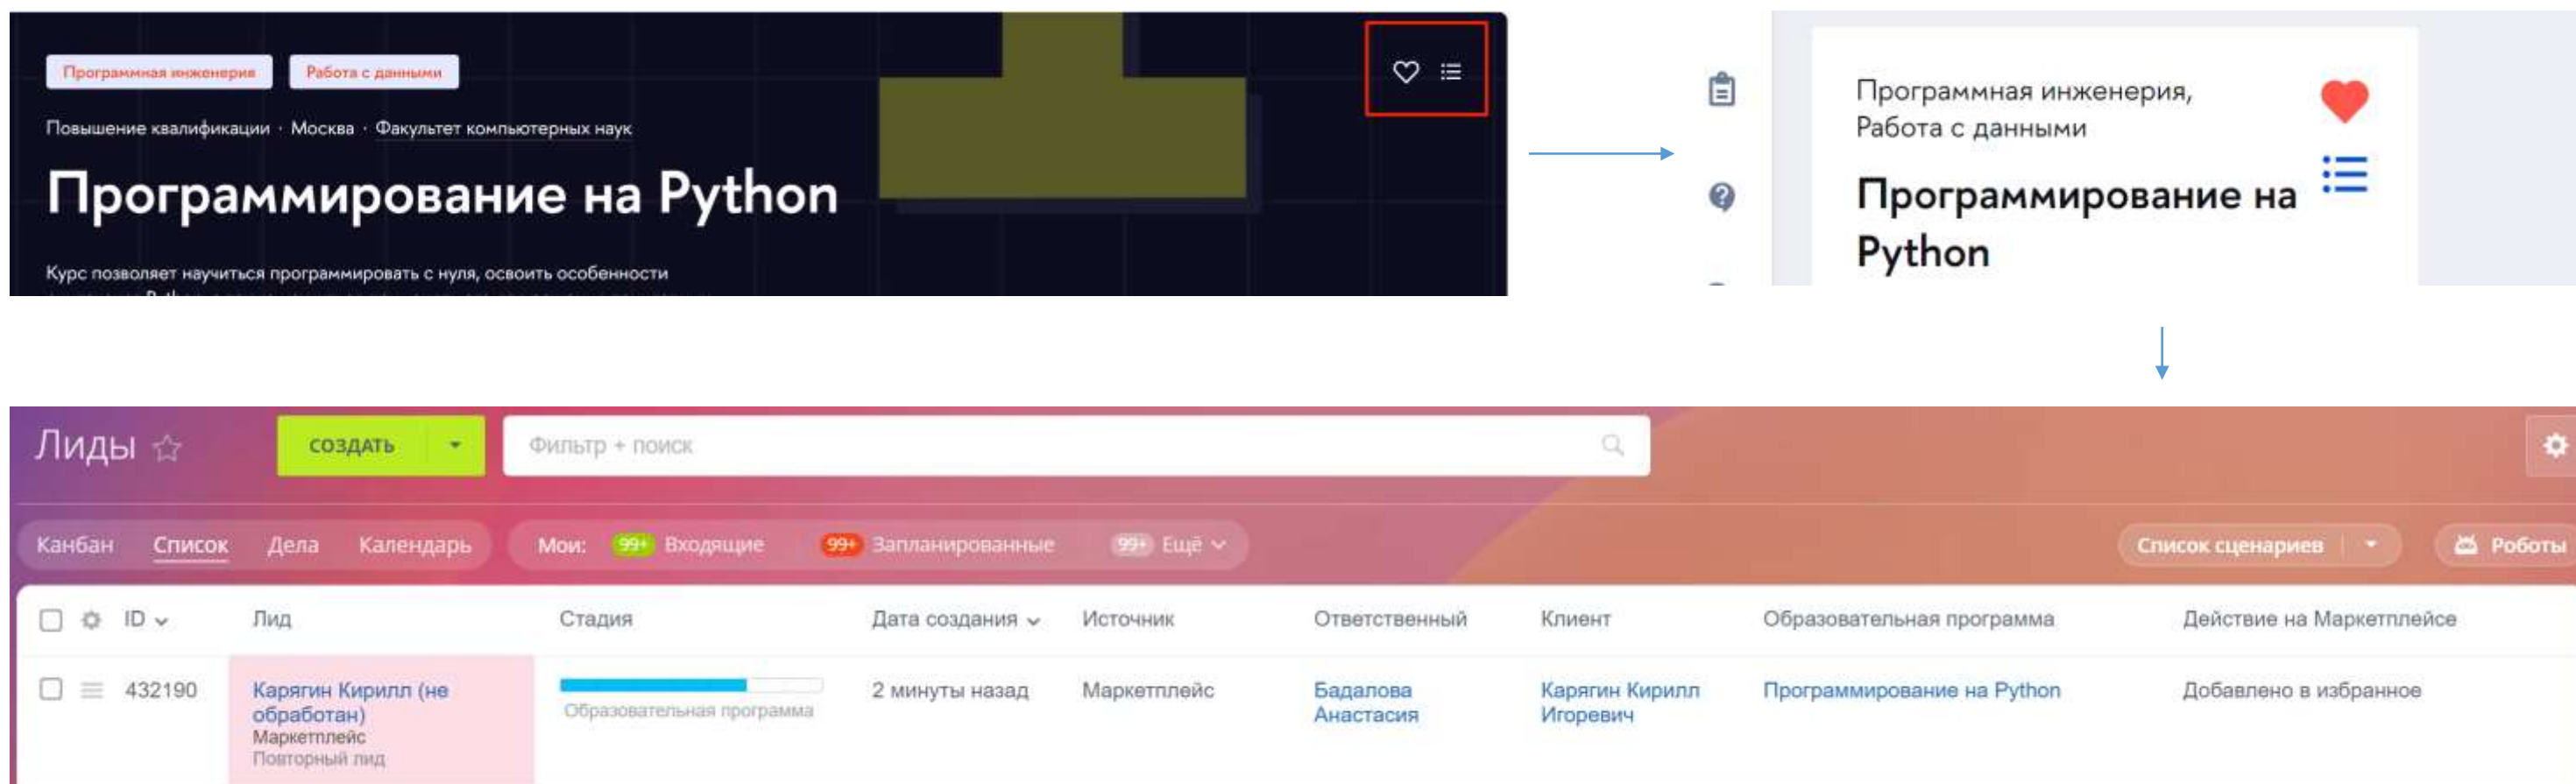 Программная инженерия Работа с данными
Повышение квалификации · Москва · Факультет компьютерных наук
Программирование на Python
Курс позволяет научиться программировать с нуля, освоить особенности
Программная инженерия,
Работа с данными
Программирование на
Python
Лиды СОЗДАТЬ Фильтр + поиск
Канбан Список Дела Календарь Мои: 99+ Входящие 99+ Запланированные 99+ Ещё Список сценариев Роботы
ID Лид Стадия Дата создания Источник Ответственный Клиент Образовательная программа Действие на Маркетплейсе
432190 Карягин Кирилл (не 2 минуты назад Маркетплейс Бадалова Карягин Кирилл Программирование на Python Добавлено в избранное
обработан) Образовательная программа Анастасия Игоревич
Маркетплейс
Повторный лид